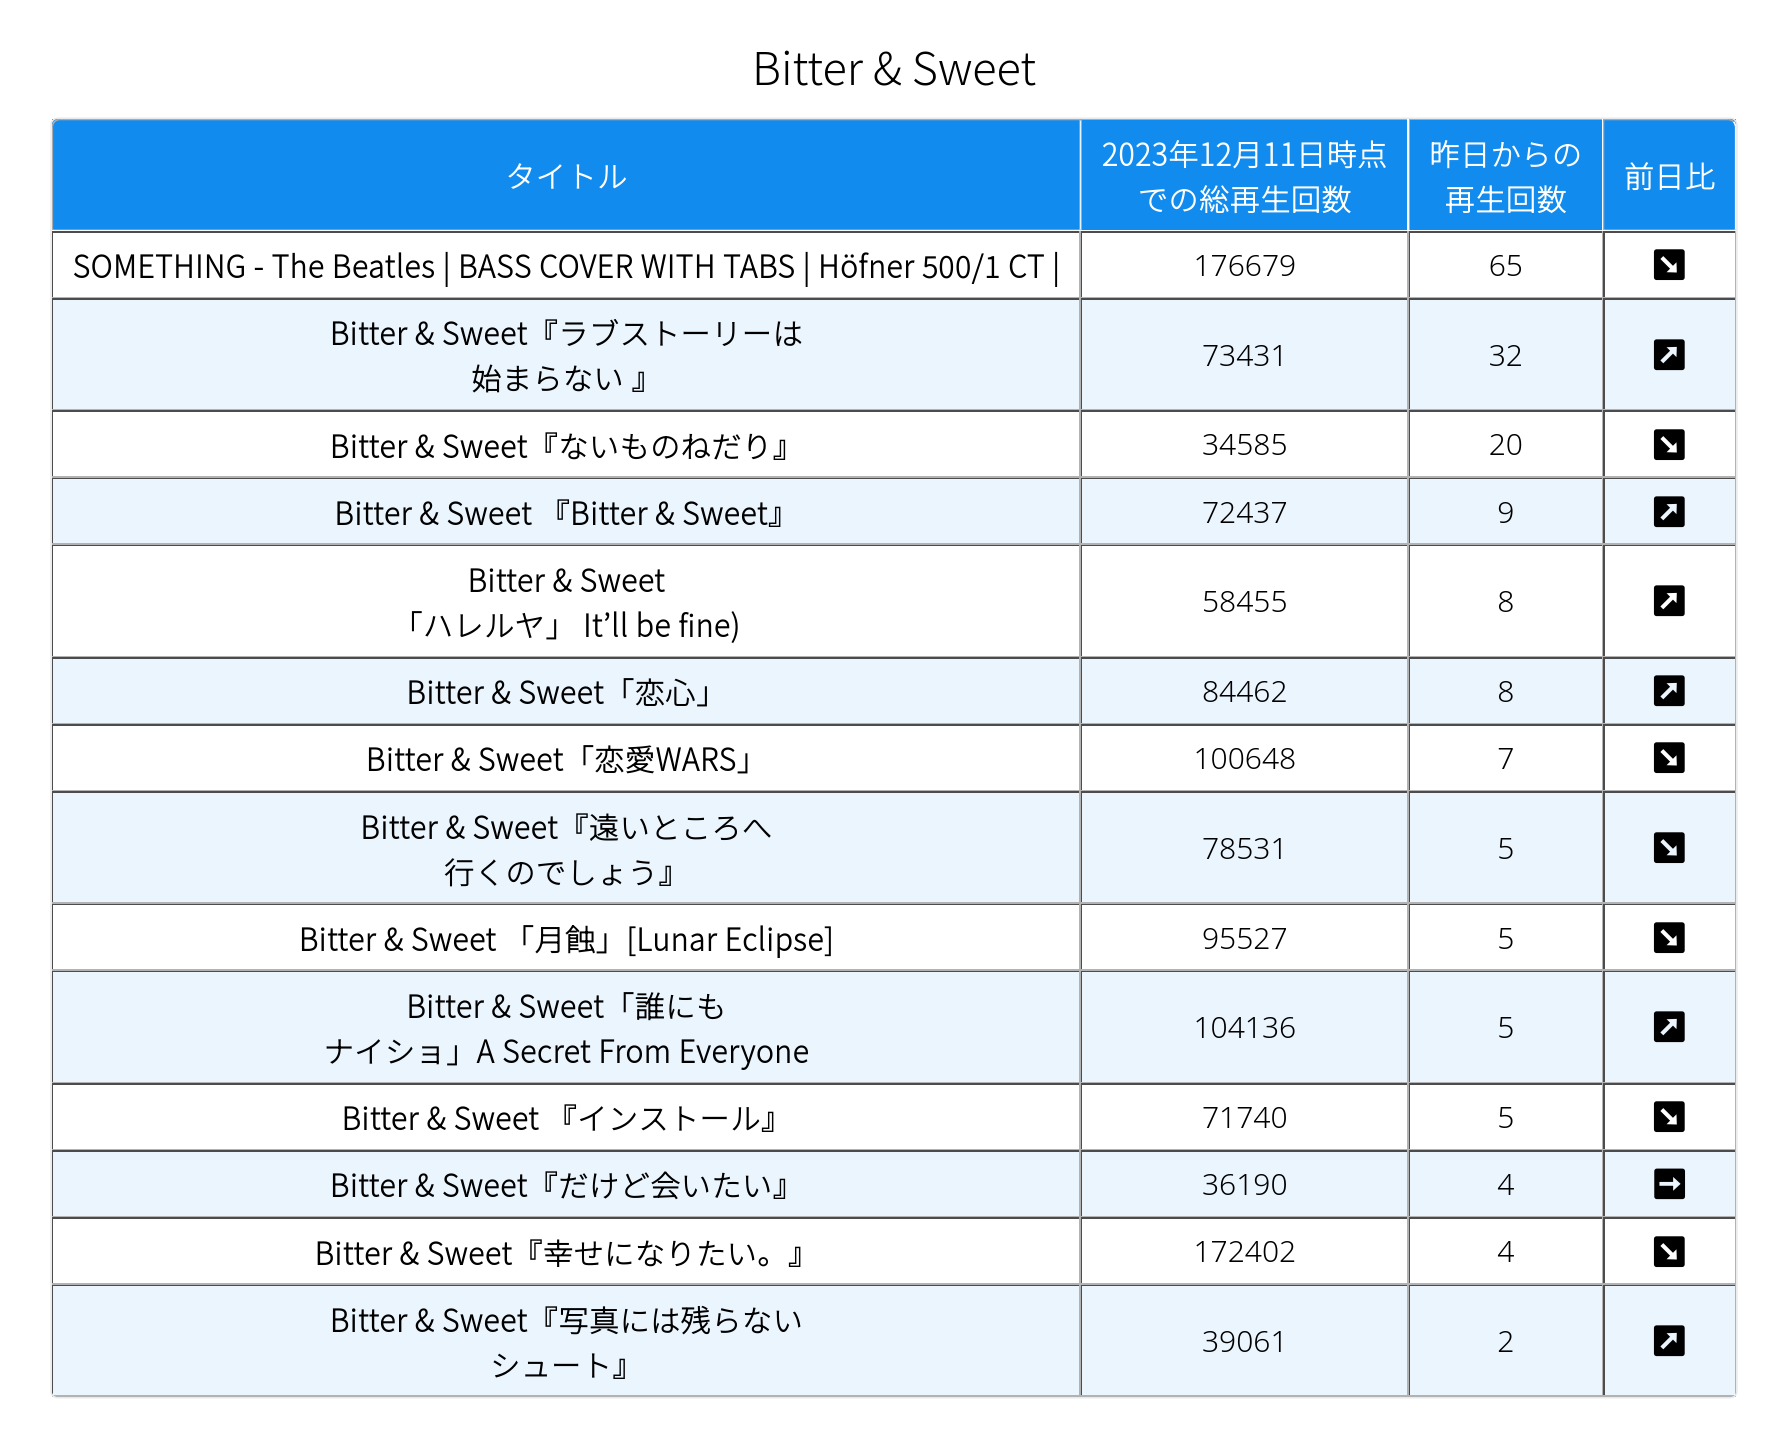 Bitter & Sweet
タイトル
2023年12月11日時点
での総再生回数
昨日からの
再生回数
前日比
SOMETHING - The Beatles | BASS COVER WITH TABS | Höfner 500/1 CT |
176679
65
Bitter & Sweet『ラブストーリーは
始まらない 』
73431
32
Bitter & Sweet『ないものねだり』
34585
20
Bitter & Sweet 『Bitter & Sweet』
72437
9
Bitter & Sweet
「ハレルヤ」 It’ll be fine)
58455
8
Bitter & Sweet「恋心」
84462
8
Bitter & Sweet「恋愛WARS」
100648
7
Bitter & Sweet『遠いところへ
行くのでしょう』
78531
5
Bitter & Sweet 「月蝕」[Lunar Eclipse]
95527
5
Bitter & Sweet「誰にも
ナイショ」A Secret From Everyone
104136
5
Bitter & Sweet 『インストール』
71740
5
Bitter & Sweet『だけど会いたい』
36190
4
Bitter & Sweet『幸せになりたい。』
172402
4
Bitter & Sweet『写真には残らない
シュート』
39061
2